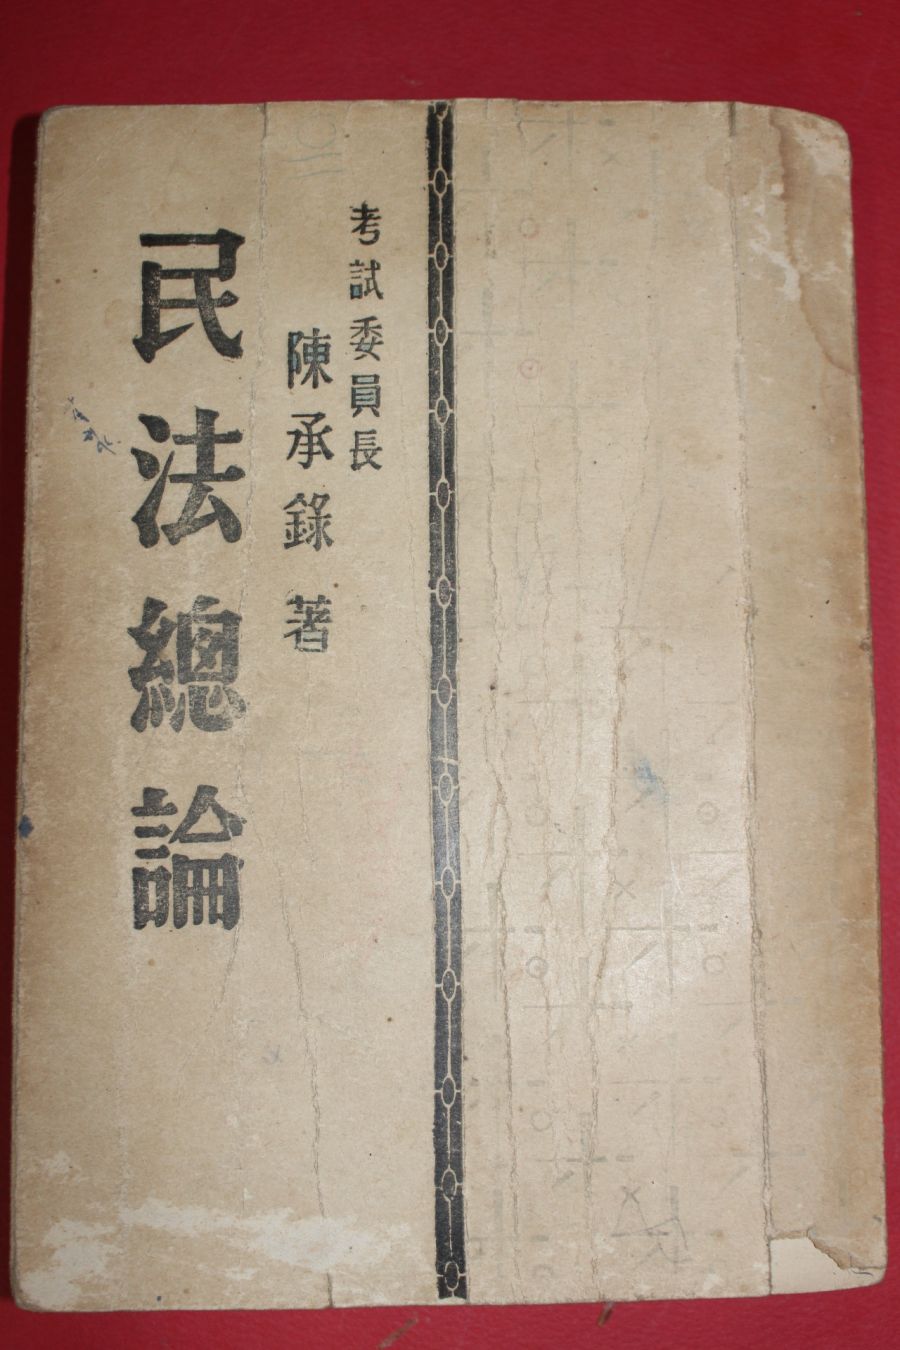 考試委員長
陳承錄 著
民法總論